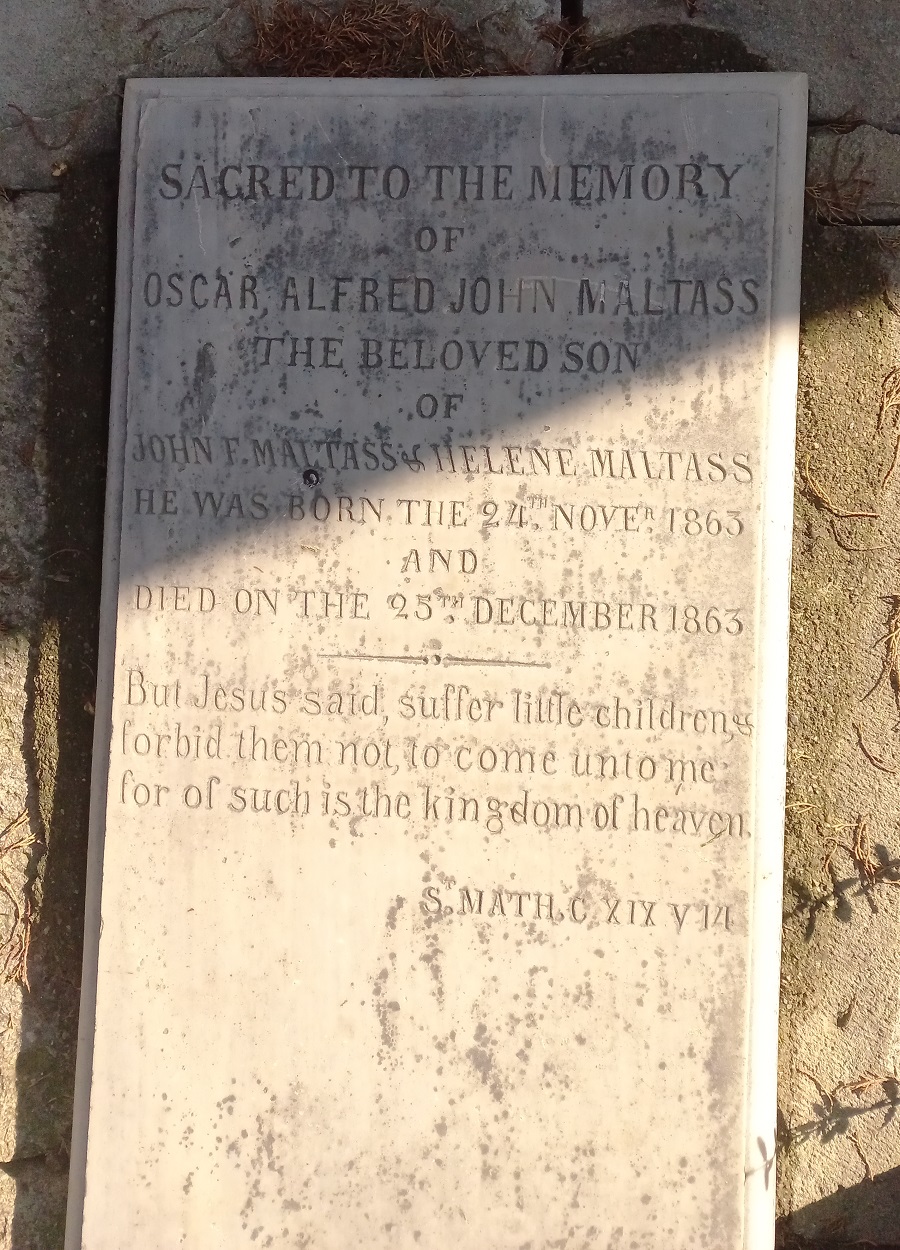 SACRED TO THE MEMORY
OF
OSCAR, ALFRED JOHN MALTASS
THE BELOVED SON
OF
JOHN F. MALTASS & HELENE MALTASS
HE WAS BORN THE 24TH. NOVER. 1863
AND
DIED ON THE 25TH. DECEMBER 1863
But Jesus said, suffer little children, &
forbid them not, to come unto me:
for of such is the kingdom of heaven.
ST. MATH. C. XIX V 14